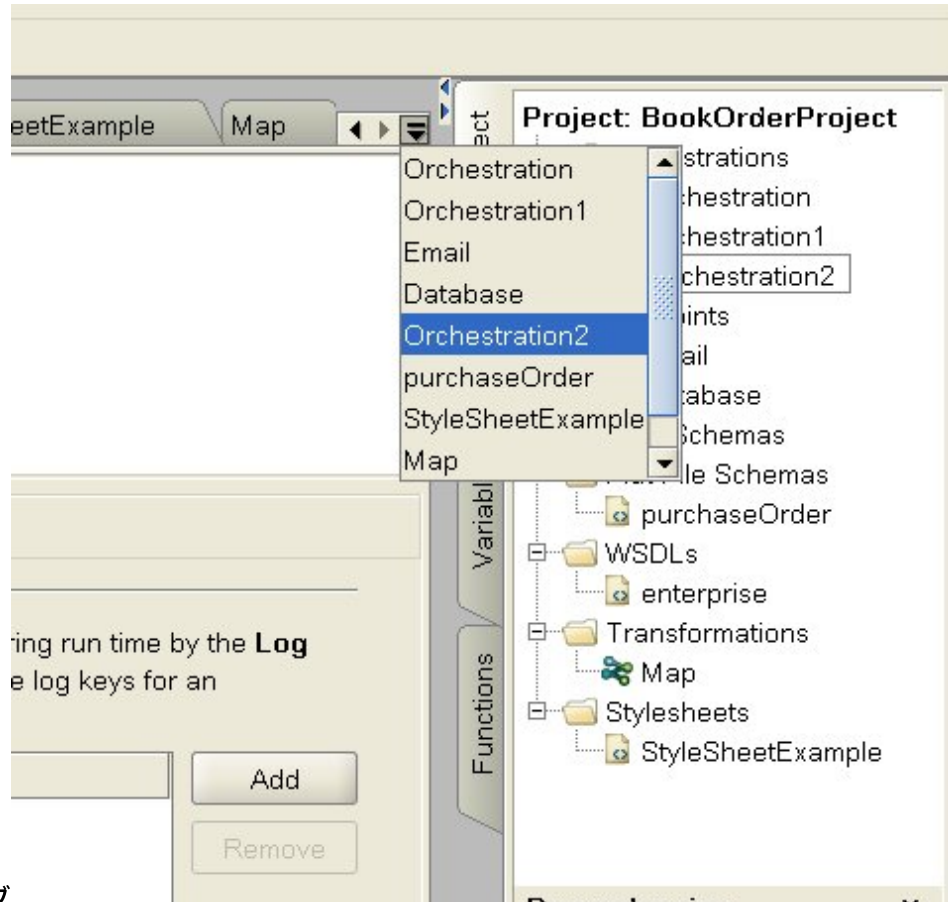 eetExample Map
Project: BookOrderProject
strations
hestration
hestration1
chestration2
ints
ail
abase
Schemas
le Schemas
purchaseOrder
WSDLs
enterprise
Transformations
Map
Stylesheets
StyleSheetExample
Orchestration
Orchestration1
Email
Database
Orchestration2
purchaseOrder
StyleSheetExample
Map
Variabl
Functions
ring run time by the Log
e log keys for an
Add
Remove